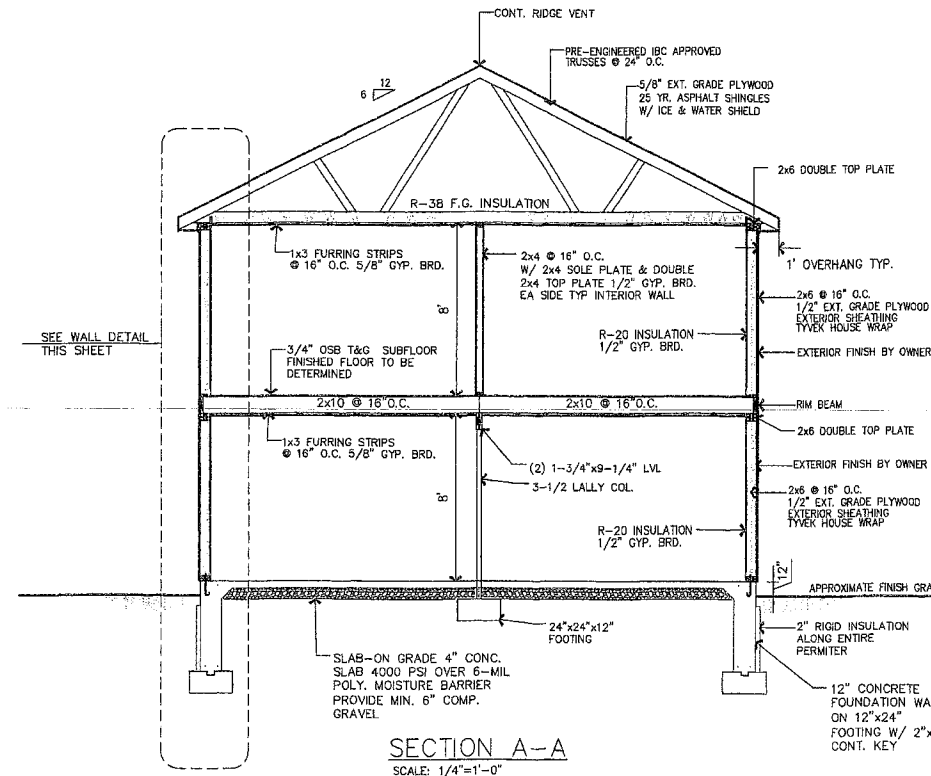 CONT. RIDGE VENT
PRE-ENGINEERED IBC APPROVED
TRUSSES @ 24" O.C.
12
6
5/8" EXT. GRADE PLYWOOD
25 YR. ASPHALT SHINGLES
W/ ICE & WATER SHIELD
2x6 DOUBLE TOP PLATE
R-38 F.G. INSULATION
1x3 FURRING STRIPS
@ 16" O.C. 5/8" GYP. BRD.
8'
2x4 @ 16" O.C.
W/ 2x4 SOLE PLATE & DOUBLE
2x4 TOP PLATE 1/2" GYP. BRD.
EA SIDE TYP INTERIOR WALL
1' OVERHANG TYP.
2x6 @ 16" O.C.
1/2" EXT. GRADE PLYWOOD
EXTERIOR SHEATHING
TYVEK HOUSE WRAP
R-20 INSULATION
1/2" GYP. BRD.
SEE WALL DETAIL
THIS SHEET
3/4" OSB T&G SUBFLOOR
FINISHED FLOOR TO BE
DETERMINED
EXTERIOR FINISH BY OWNER
2x10 @ 16"O.C.
2x10 @ 16"O.C.
RIM BEAM
2x6 DOUBLE TOP PLATE
1x3 FURRING STRIPS
@ 16" O.C. 5/8" GYP. BRD.
8'
(2) 1-3/4"x9-1/4" LVL
3-1/2 LALLY COL.
EXTERIOR FINISH BY OWNER
2x6 @ 16" O.C.
1/2" EXT. GRADE PLYWOOD
EXTERIOR SHEATHING
TYVEK HOUSE WRAP
R-20 INSULATION
1/2" GYP. BRD.
12"
APPROXIMATE FINISH GRA
24"x24"x12"
FOOTING
2" RIGID INSULATION
ALONG ENTIRE
PERMITER
SLAB-ON GRADE 4" CONC.
SLAB 4000 PSI OVER 6-MIL
POLY. MOISTURE BARRIER
PROVIDE MIN. 6" COMP.
GRAVEL
12" CONCRETE
FOUNDATION WA
ON 12"x24"
FOOTING W/ 2"x
CONT. KEY
SECTION A-A
SCALE: 1/4"=1'-0"